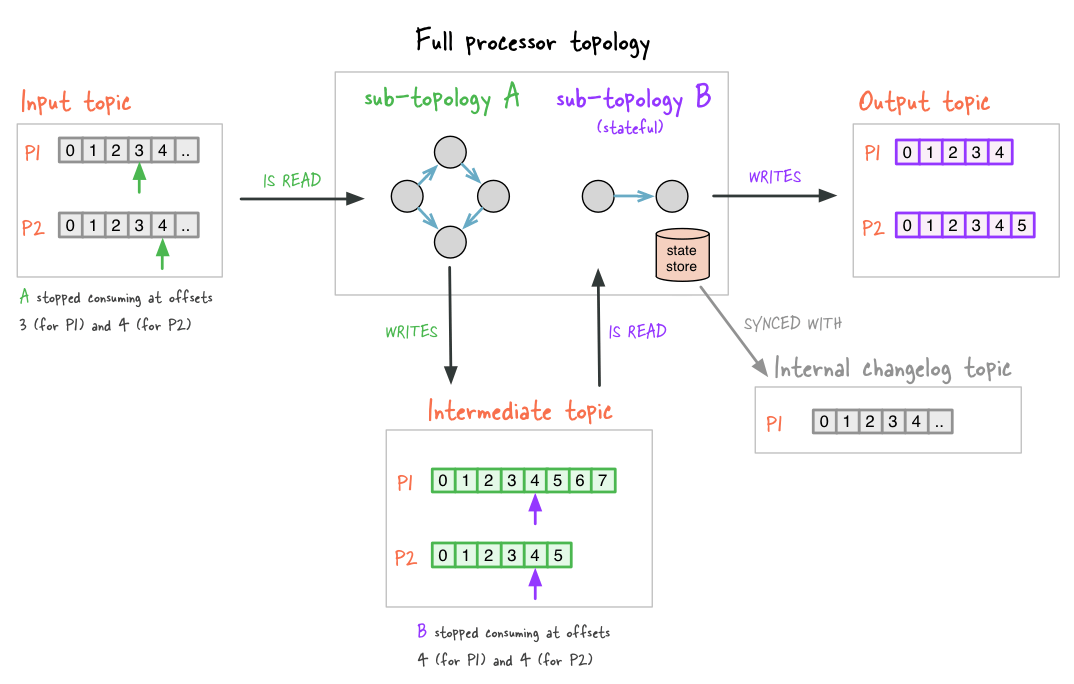 Full processor topology
Input topic
P1 0 1 2 3 4 ..
P2 0 1 2 3 4 ..
A stopped consuming at offsets
3 (for P1) and 4 (for P2)
IS READ
sub-topology A
sub-topology B
(stateful)
state
store
WRITES
Output topic
P1 0 1 2 3 4
P2 0 1 2 3 4 5
WRITES
IS READ
SYNCED WITH
Internal changelog topic
P1 0 1 2 3 4 ..
Intermediate topic
P1 0 1 2 3 4 5 6 7
P2 0 1 2 3 4 5
B stopped consuming at offsets
4 (for P1) and 4 (for P2)